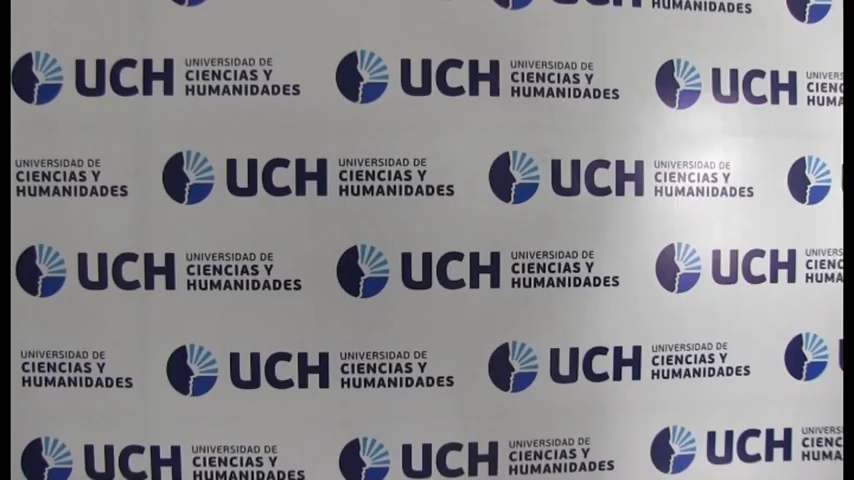 HUMANIDADES
UCH UNIVERSIDAD DE
CIENCIAS Y
HUMANIDADES
UCH UNIVERSIDAD DE
CIENCIAS Y
HUMANIDADES
UCH
UNIVERSIDAD DE
CIENCIAS Y
HUMANIDADES
UCH UNIVERSIDAD DE
CIENCIAS Y
HUMANIDADES
UCH UNIVERSIDAD DE
CIENCIAS Y
HUMANIDADES
UCH UNIVERSIDAD DE
CIENCIAS Y
HUMANIDADES
UCH UNIVERSIDAD DE
CIENCIAS Y
HUMANIDADES
UCH
UNIVERSIDAD DE
CIENCIAS Y
HUMANIDADES
UCH UNIVERSIDAD DE
CIENCIAS Y
HUMANIDADES
UCH UNIVERSIDAD DE
CIENCIAS Y
HUMANIDADES
UCH UNIVERSIDAD DE
CIENCIAS Y
HUMANIDADES
UCH UNIVERSIDAD DE
CIENCIAS Y
HUMANIDADES
UCH